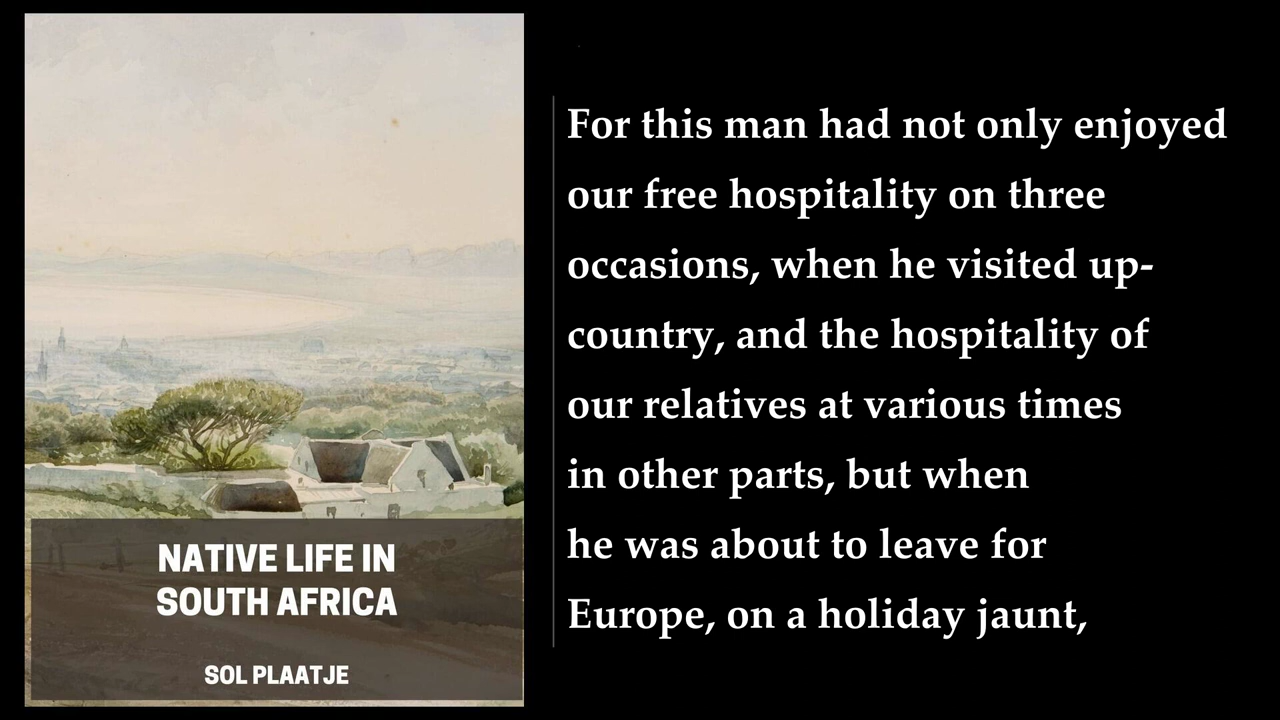 NATIVE LIFE IN
SOUTH AFRICA
SOL PLAATJE
For this man had not only enjoyed
our free hospitality on three
occasions, when he visited up-
country, and the hospitality of
our relatives at various times
in other parts, but when
he was about to leave for
Europe, on a holiday jaunt,